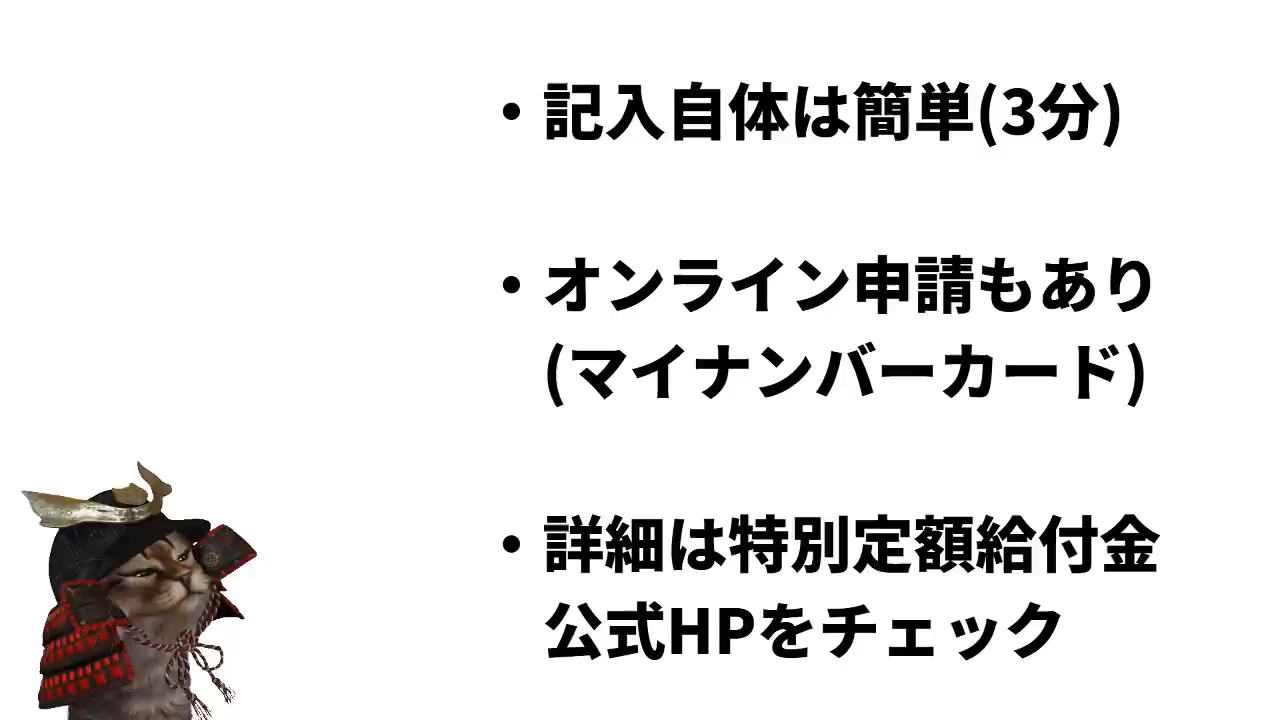 ・記入自体は簡単(3分)
・オンライン申請もあり
(マイナンバーカード)
・詳細は特別定額給付金
公式HPをチェック